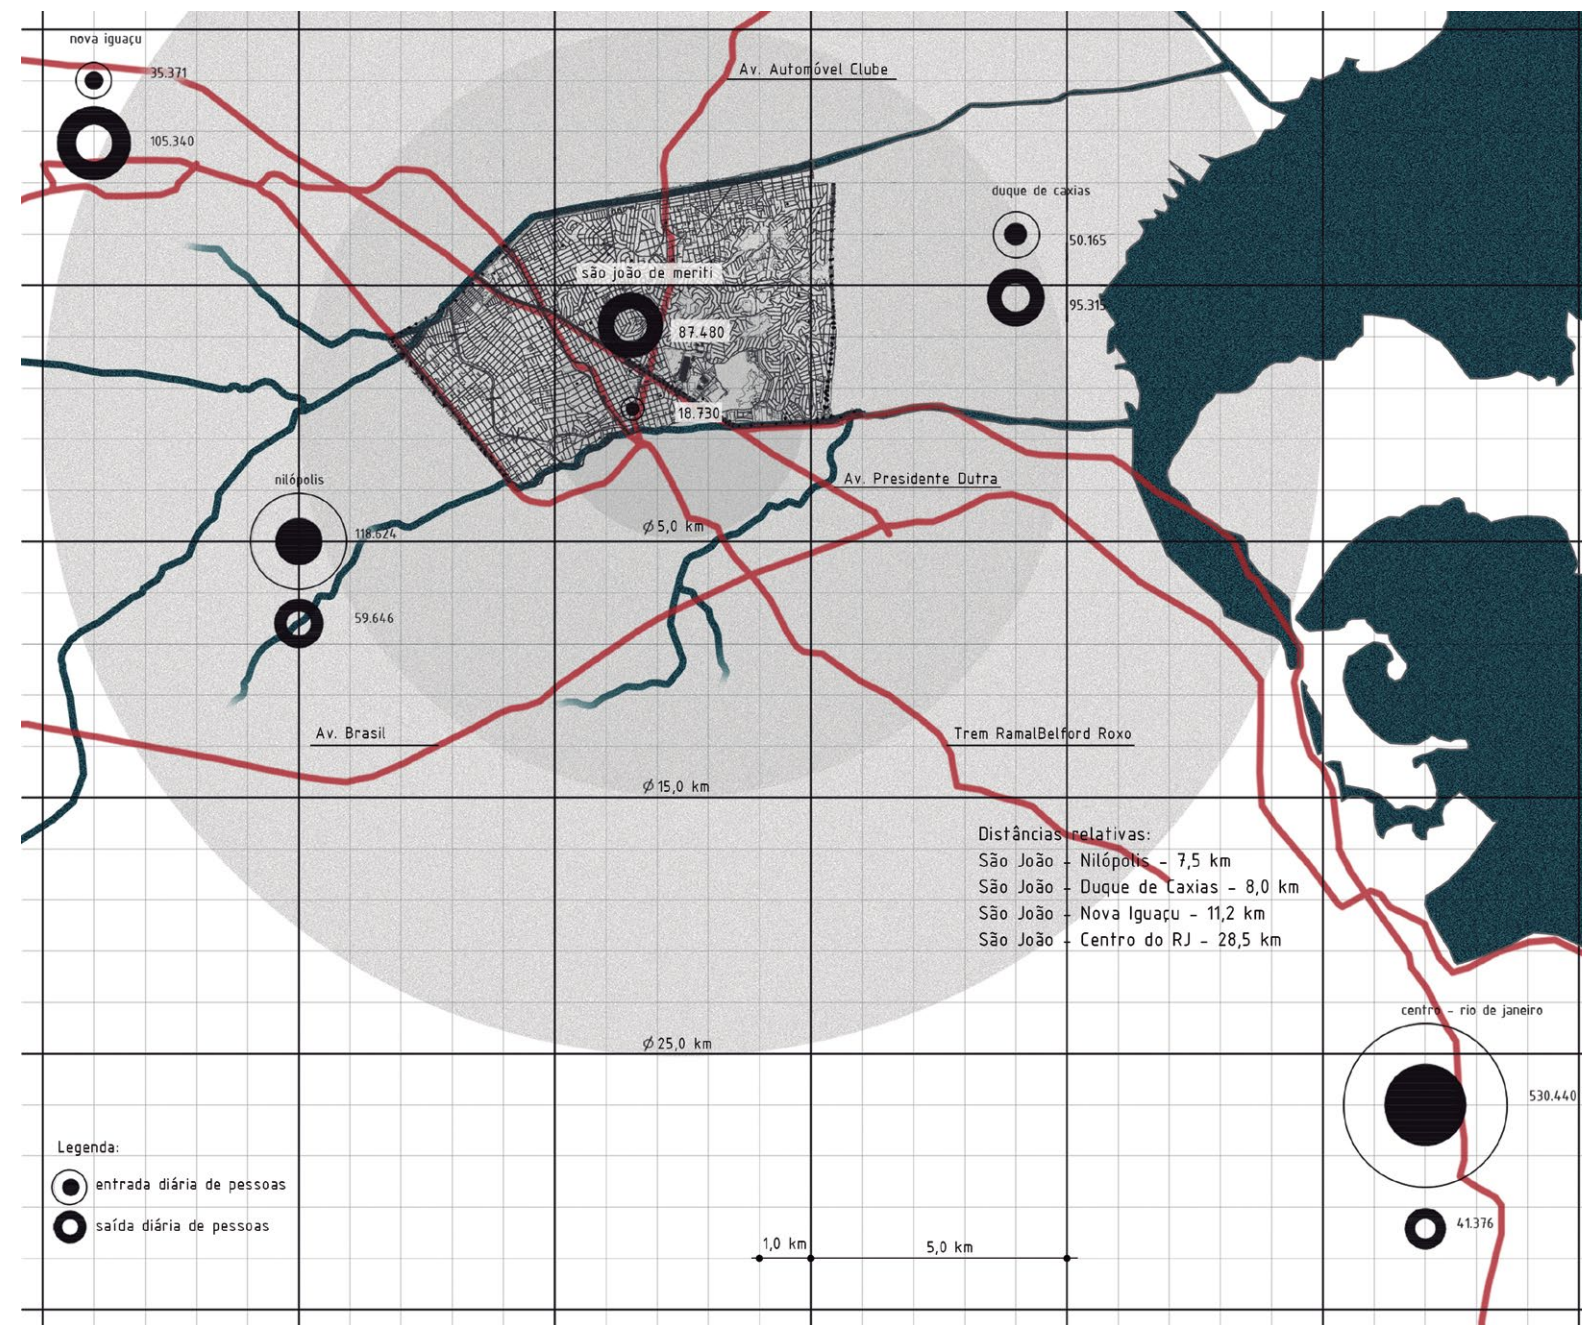 nova iguaçu
35.371
105.340
Av. Automóvel Clube
duque de caxias
50.165
95.315
são joão de meriti
87.480
18.730
nilópolis
118.624
59.646
Av. Presidente Dutra
Ø 5,0 km
Av. Brasil
Trem RamalBelford Roxo
Ø 15,0 km
Distâncias relativas:
São João - Nilópolis - 7,5 km
São João - Duque de Caxias - 8,0 km
São João - Nova Iguaçu - 11,2 km
São João - Centro do RJ - 28,5 km
Ø 25,0 km
centro - rio de janeiro
530.440
41.376
Legenda:
entrada diária de pessoas
saída diária de pessoas
1,0 km
5,0 km